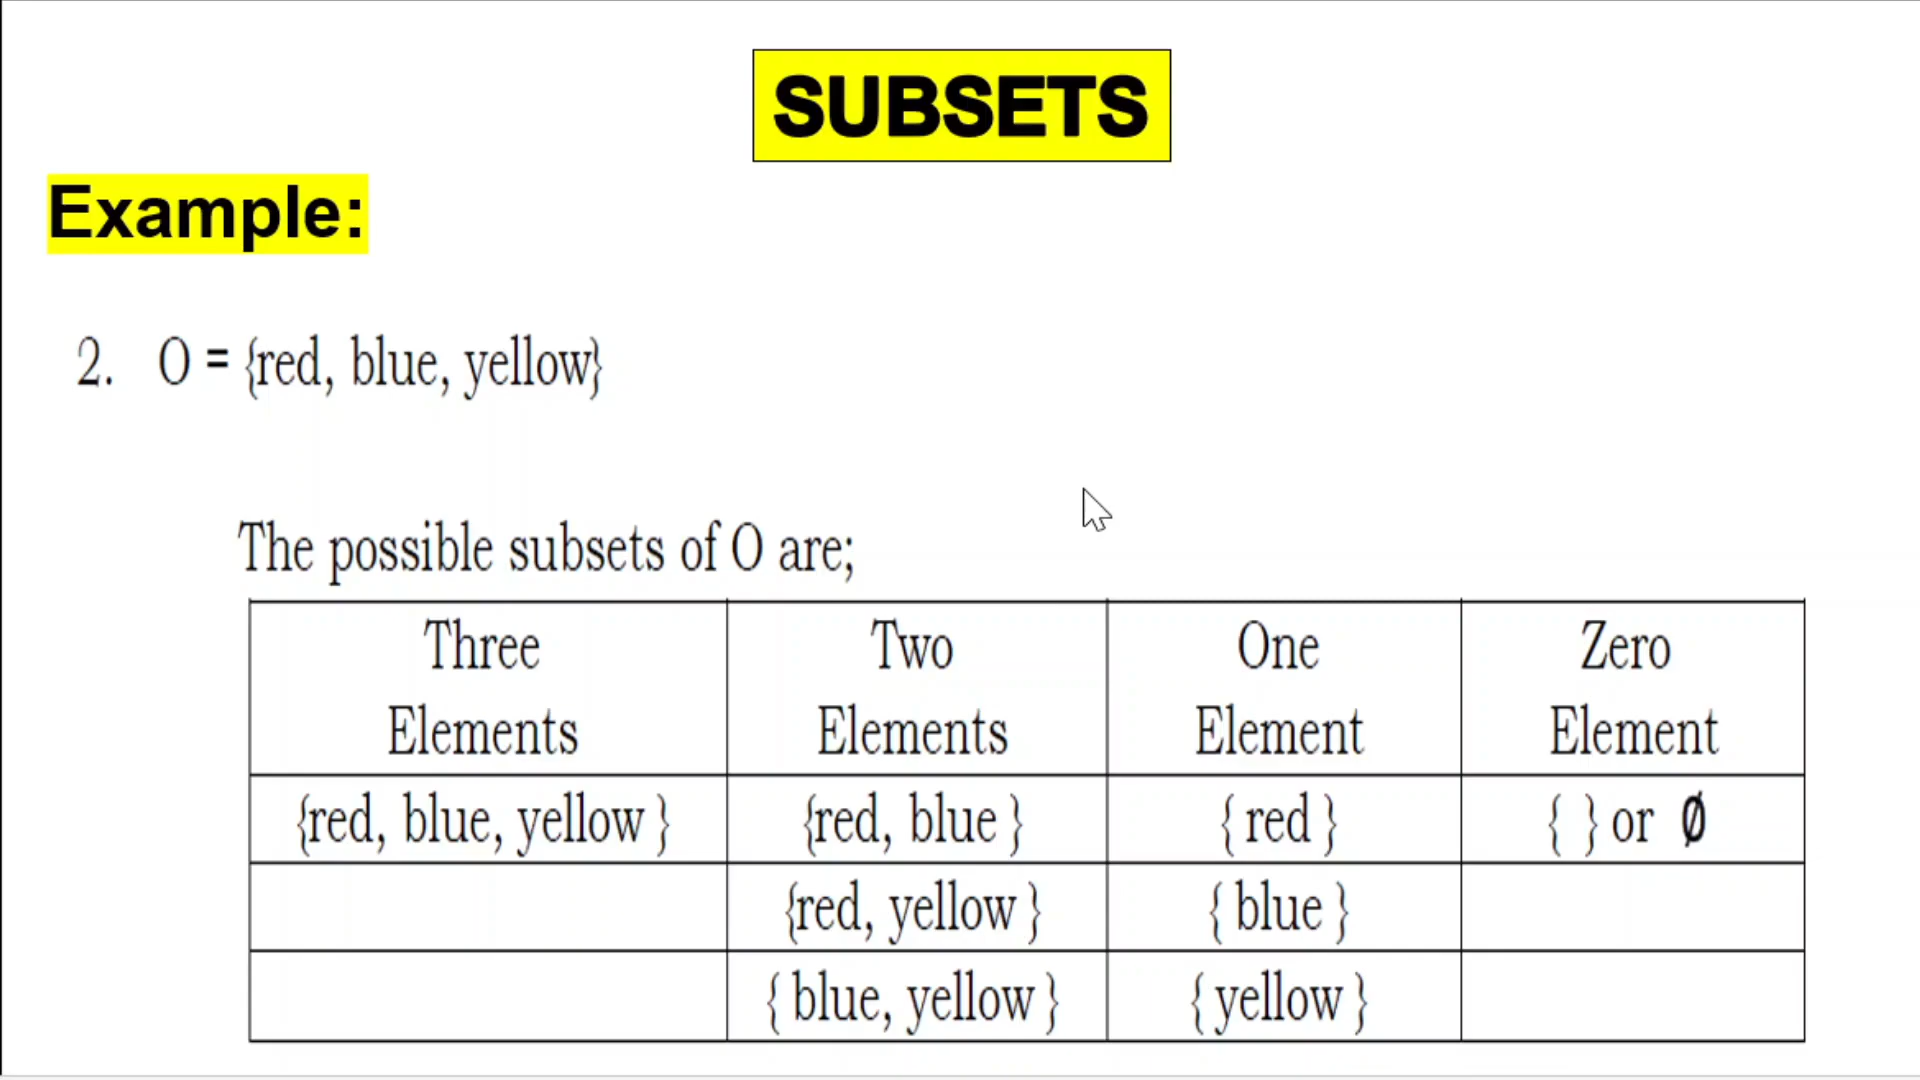 SUBSETS
Example:
2. O = {red, blue, yellow}
The possible subsets of O are;
Three Elements Two Elements One Element Zero Element
{red, blue, yellow } {red, blue } { red } { } or Ø
{red, yellow } { blue }
{ blue, yellow } { yellow }